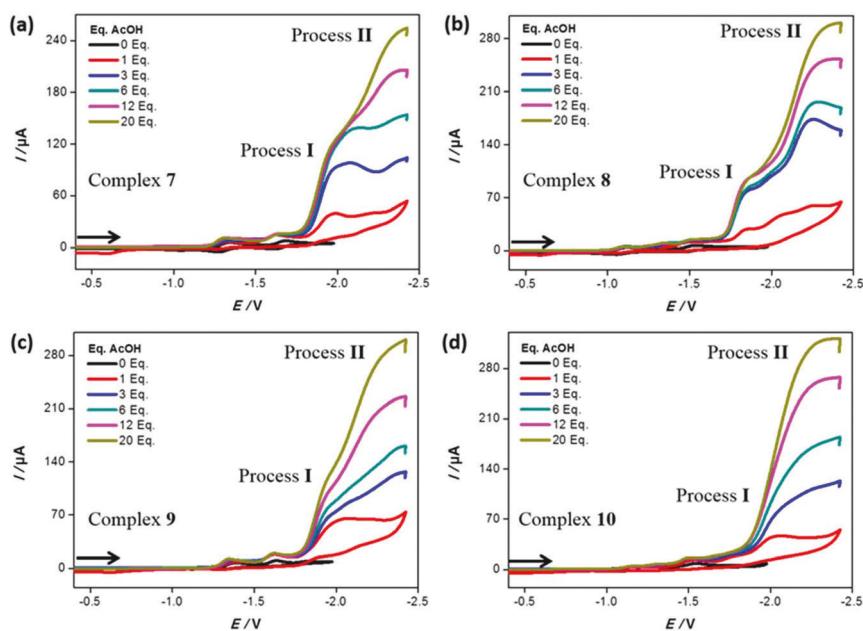 (a)
Eq. AcOH
0 Eq.
1 Eq.
3 Eq.
6 Eq.
12 Eq.
20 Eq.
Process II
Process I
Complex 7
240
180
120
60
0
I /µA
-0.5
-1.0
-1.5
-2.0
-2.5
E /V
(b)
Eq. AcOH
0 Eq.
1 Eq.
3 Eq.
6 Eq.
12 Eq.
20 Eq.
Process II
Process I
Complex 8
280
210
140
70
0
I /µA
-0.5
-1.0
-1.5
-2.0
-2.5
E /V
(c)
Eq. AcOH
0 Eq.
1 Eq.
3 Eq.
6 Eq.
12 Eq.
20 Eq.
Process II
Process I
Complex 9
280
210
140
70
0
I /µA
-0.5
-1.0
-1.5
-2.0
-2.5
E /V
(d)
Eq. AcOH
0 Eq.
1 Eq.
3 Eq.
6 Eq.
12 Eq.
20 Eq.
Process II
Process I
Complex 10
280
210
140
70
0
I /µA
-0.5
-1.0
-1.5
-2.0
-2.5
E /V